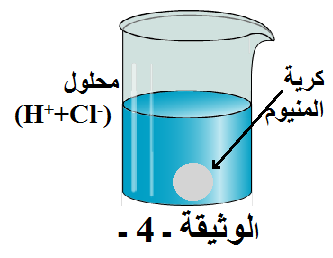 محلول
(H⁺+Cl⁻)
كرية
المنيوم
الوثيقة ـ 4 ـ